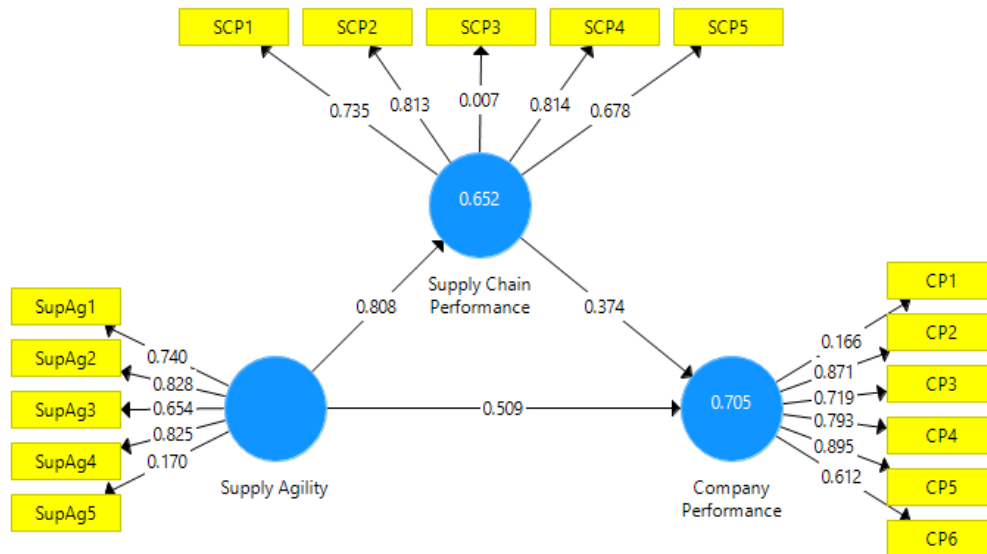 SCP1
SCP2
SCP3
SCP4
SCP5
0.735
0.813
0.007
0.814
0.678
0.652
Supply Chain
Performance
0.808
0.374
SupAg1
SupAg2
SupAg3
SupAg4
SupAg5
0.740
0.828
0.654
0.825
0.170
Supply Agility
0.509
0.705
Company
Performance
0.166
0.871
0.719
0.793
0.895
0.612
CP1
CP2
CP3
CP4
CP5
CP6